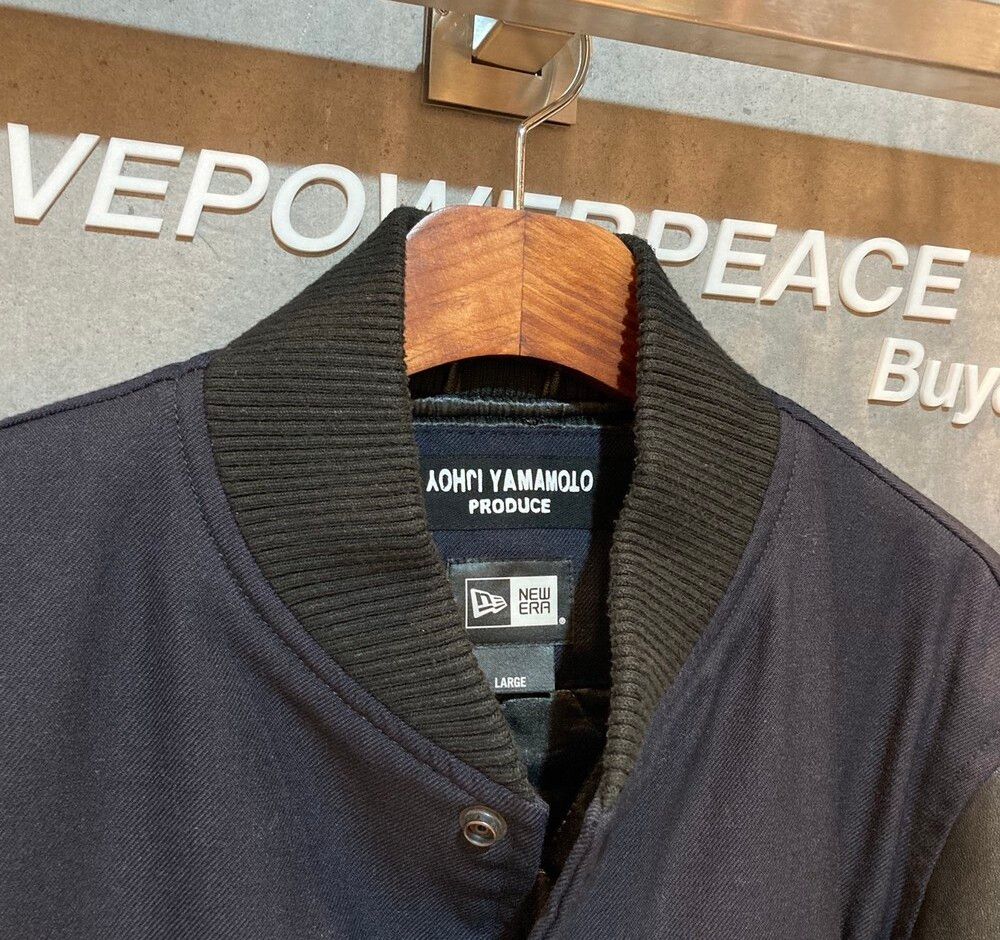 VEPOWERPEACE
Buy
YOHJI YAMAMOTO
PRODUCE
NEW
ERA
LARGE